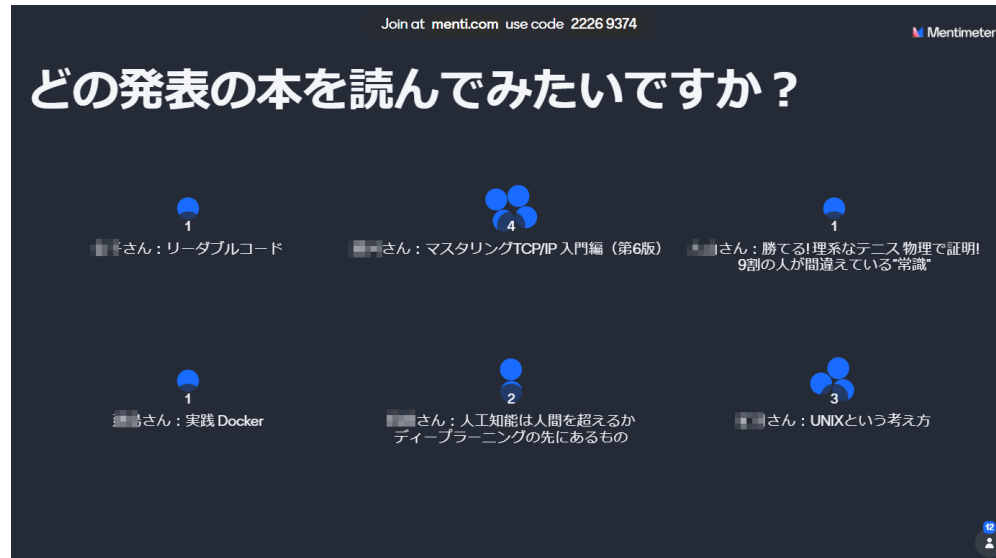 Join at menti.com use code 2226 9374
Mentimeter
どの発表の本を読んでみたいですか？
1
さん：リーダブルコード
4
さん：マスタリングTCP/IP 入門編（第6版）
1
さん：勝てる! 理系なテニス 物理で証明!
9割の人が間違えている"常識"
1
さん：実践 Docker
2
さん：人工知能は人間を超えるか
ディープラーニングの先にあるもの
3
さん：UNIXという考え方
12